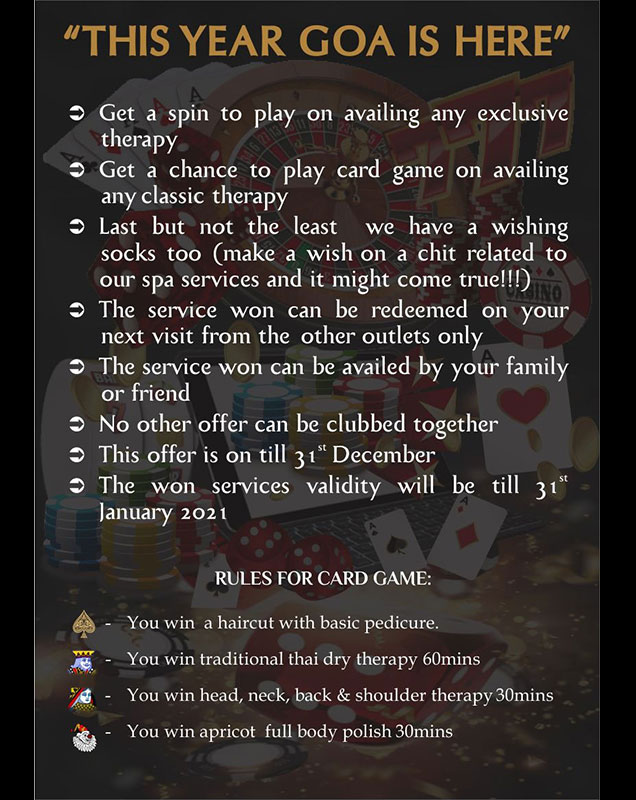 “THIS YEAR GOA IS HERE”
➲ Get a spin to play on availing any exclusive
therapy
➲ Get a chance to play card game on availing
any classic therapy
➲ Last but not the least we have a wishing
socks too (make a wish on a chit related to
our spa services and it might come true!!!)
➲ The service won can be redeemed on your
next visit from the other outlets only
➲ The service won can be availed by your family
or friend
➲ No other offer can be clubbed together
➲ This offer is on till 31st December
➲ The won services validity will be till 31st
January 2021
CASINO
RULES FOR CARD GAME:
- You win a haircut with basic pedicure.
- You win traditional thai dry therapy 60mins
- You win head, neck, back & shoulder therapy 30mins
- You win apricot full body polish 30mins